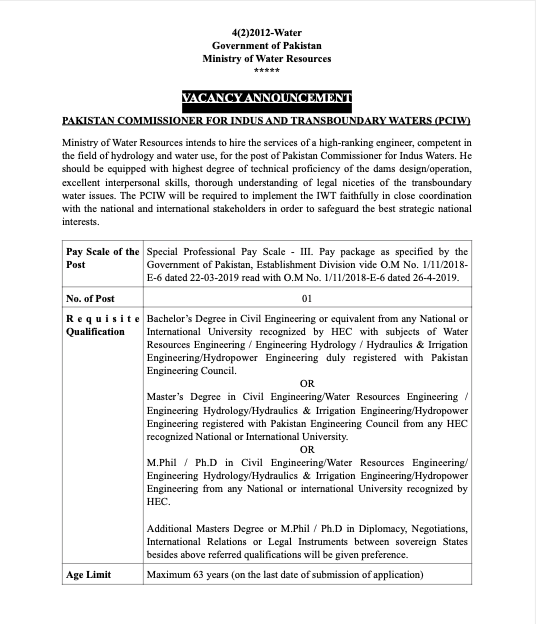 4(2)2012-Water
Government of Pakistan
Ministry of Water Resources
*****
VACANCY ANNOUNCEMENT
PAKISTAN COMMISSIONER FOR INDUS AND TRANSBOUNDARY WATERS (PCIW)
Ministry of Water Resources intends to hire the services of a high-ranking engineer, competent in
the field of hydrology and water use, for the post of Pakistan Commissioner for Indus Waters. He
should be equipped with highest degree of technical proficiency of the dams design/operation,
excellent interpersonal skills, thorough understanding of legal niceties of the transboundary
water issues. The PCIW will be required to implement the IWT faithfully in close coordination
with the national and international stakeholders in order to safeguard the best strategic national
interests.
Pay Scale of the
Post
Special Professional Pay Scale - III. Pay package as specified by the
Government of Pakistan, Establishment Division vide O.M No. 1/11/2018-
E-6 dated 22-03-2019 read with O.M No. 1/11/2018-E-6 dated 26-4-2019.
No. of Post
01
Requisite
Qualification
Bachelor's Degree in Civil Engineering or equivalent from any National or
International University recognized by HEC with subjects of Water
Resources Engineering / Engineering Hydrology / Hydraulics & Irrigation
Engineering/Hydropower Engineering duly registered with Pakistan
Engineering Council.
OR
Master's Degree in Civil Engineering/Water Resources Engineering /
Engineering Hydrology/Hydraulics & Irrigation Engineering/Hydropower
Engineering registered with Pakistan Engineering Council from any HEC
recognized National or International University.
OR
M.Phil / Ph.D in Civil Engineering/Water Resources Engineering/
Engineering Hydrology/Hydraulics & Irrigation Engineering/Hydropower
Engineering from any National or international University recognized by
HEC.
Additional Masters Degree or M.Phil / Ph.D in Diplomacy, Negotiations,
International Relations or Legal Instruments between sovereign States
besides above referred qualifications will be given preference.
Age Limit
Maximum 63 years (on the last date of submission of application)